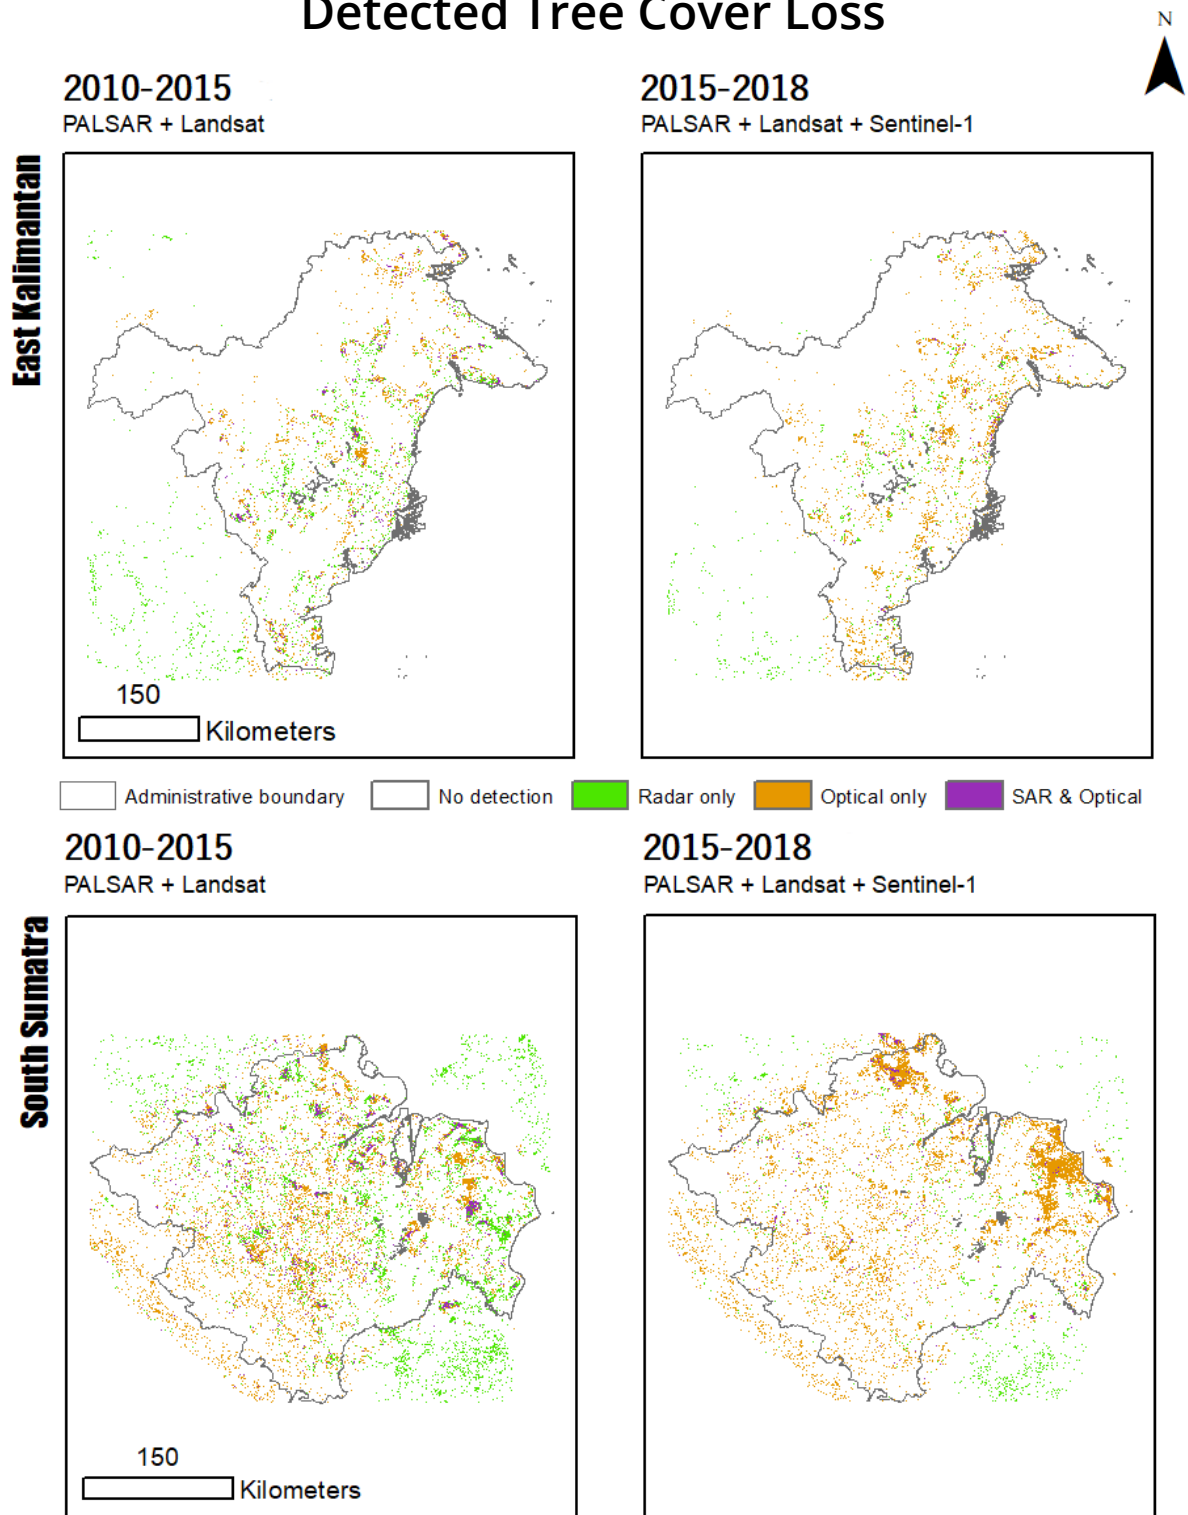 Detected Tree Cover Loss
N
2010-2015
PALSAR + Landsat
2015-2018
PALSAR + Landsat + Sentinel-1
East Kalimantan
150
Kilometers
Administrative boundary
No detection
Radar only
Optical only
SAR & Optical
2010-2015
PALSAR + Landsat
2015-2018
PALSAR + Landsat + Sentinel-1
South Sumatra
150
Kilometers